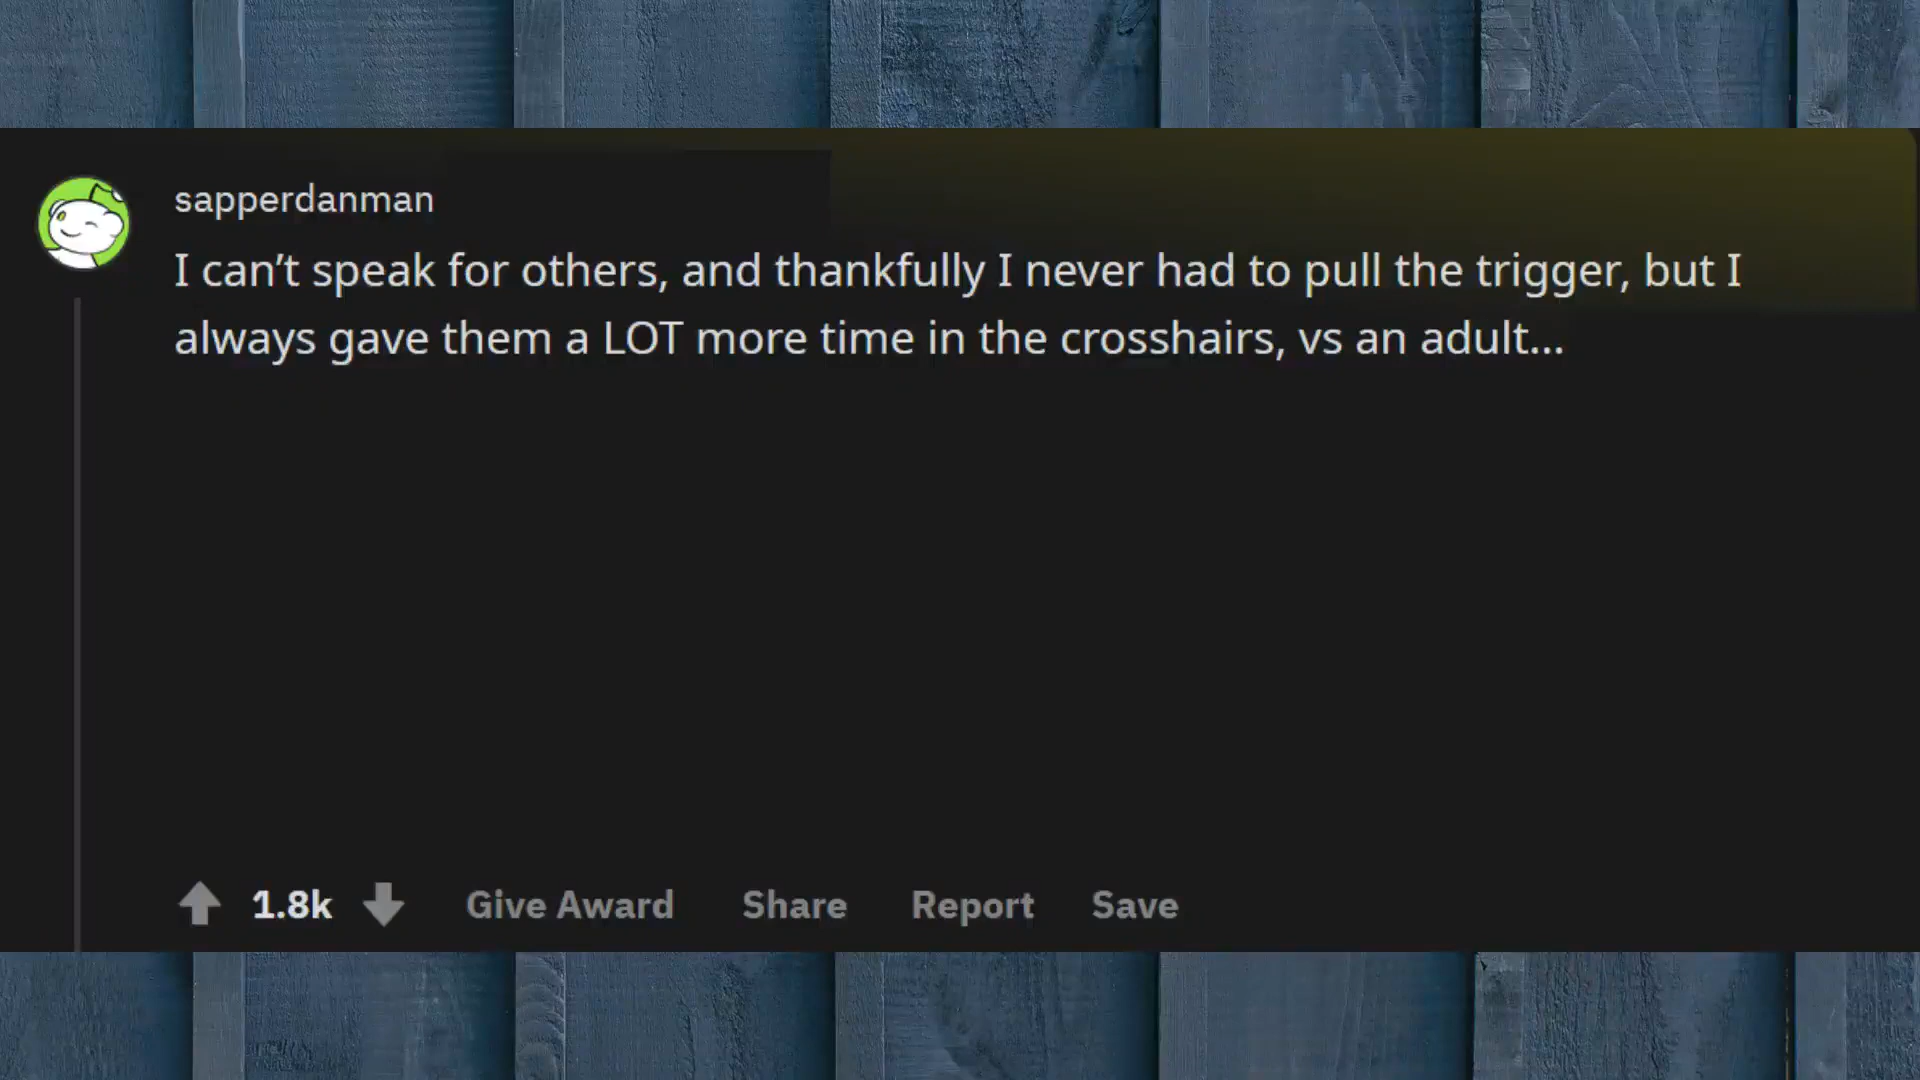 sapperdanman
I can’t speak for others, and thankfully I never had to pull the trigger, but I
always gave them a LOT more time in the crosshairs, vs an adult...
1.8k Give Award Share Report Save